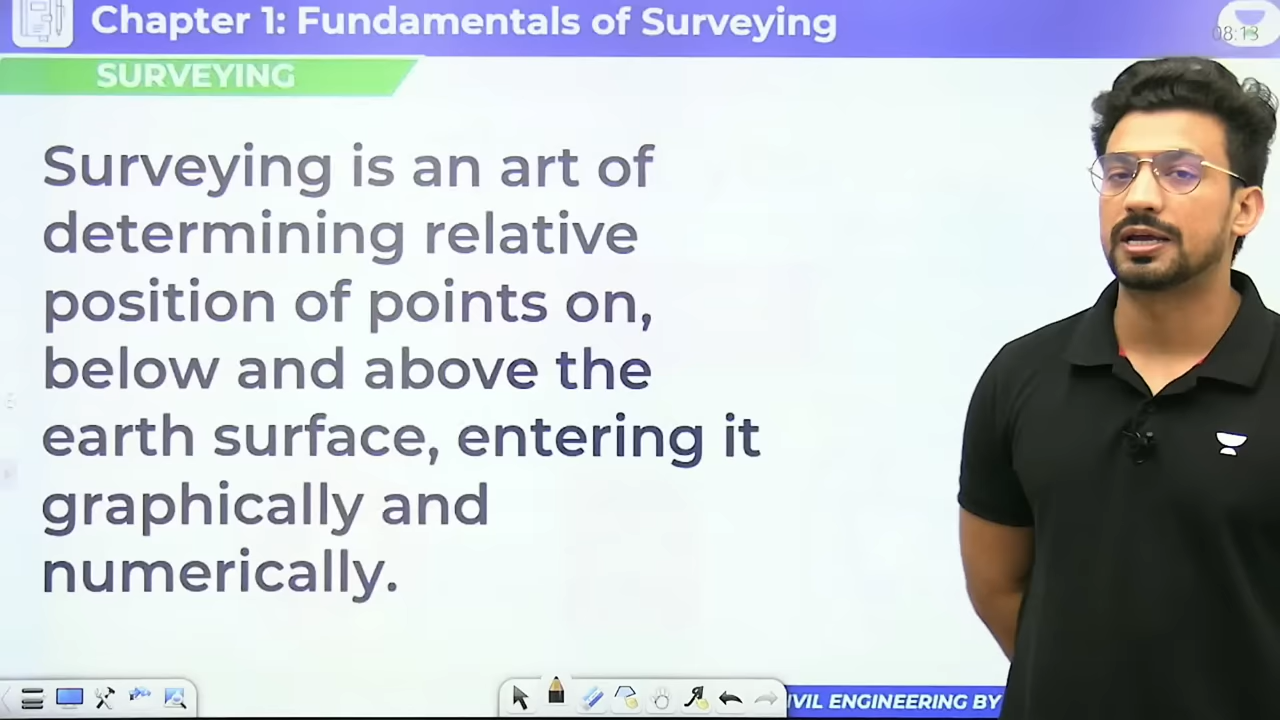 Chapter 1: Fundamentals of Surveying
08:13
SURVEYING
Surveying is an art of
determining relative
position of points on,
below and above the
earth surface, entering it
graphically and
numerically.
IVIL ENGINEERING BY